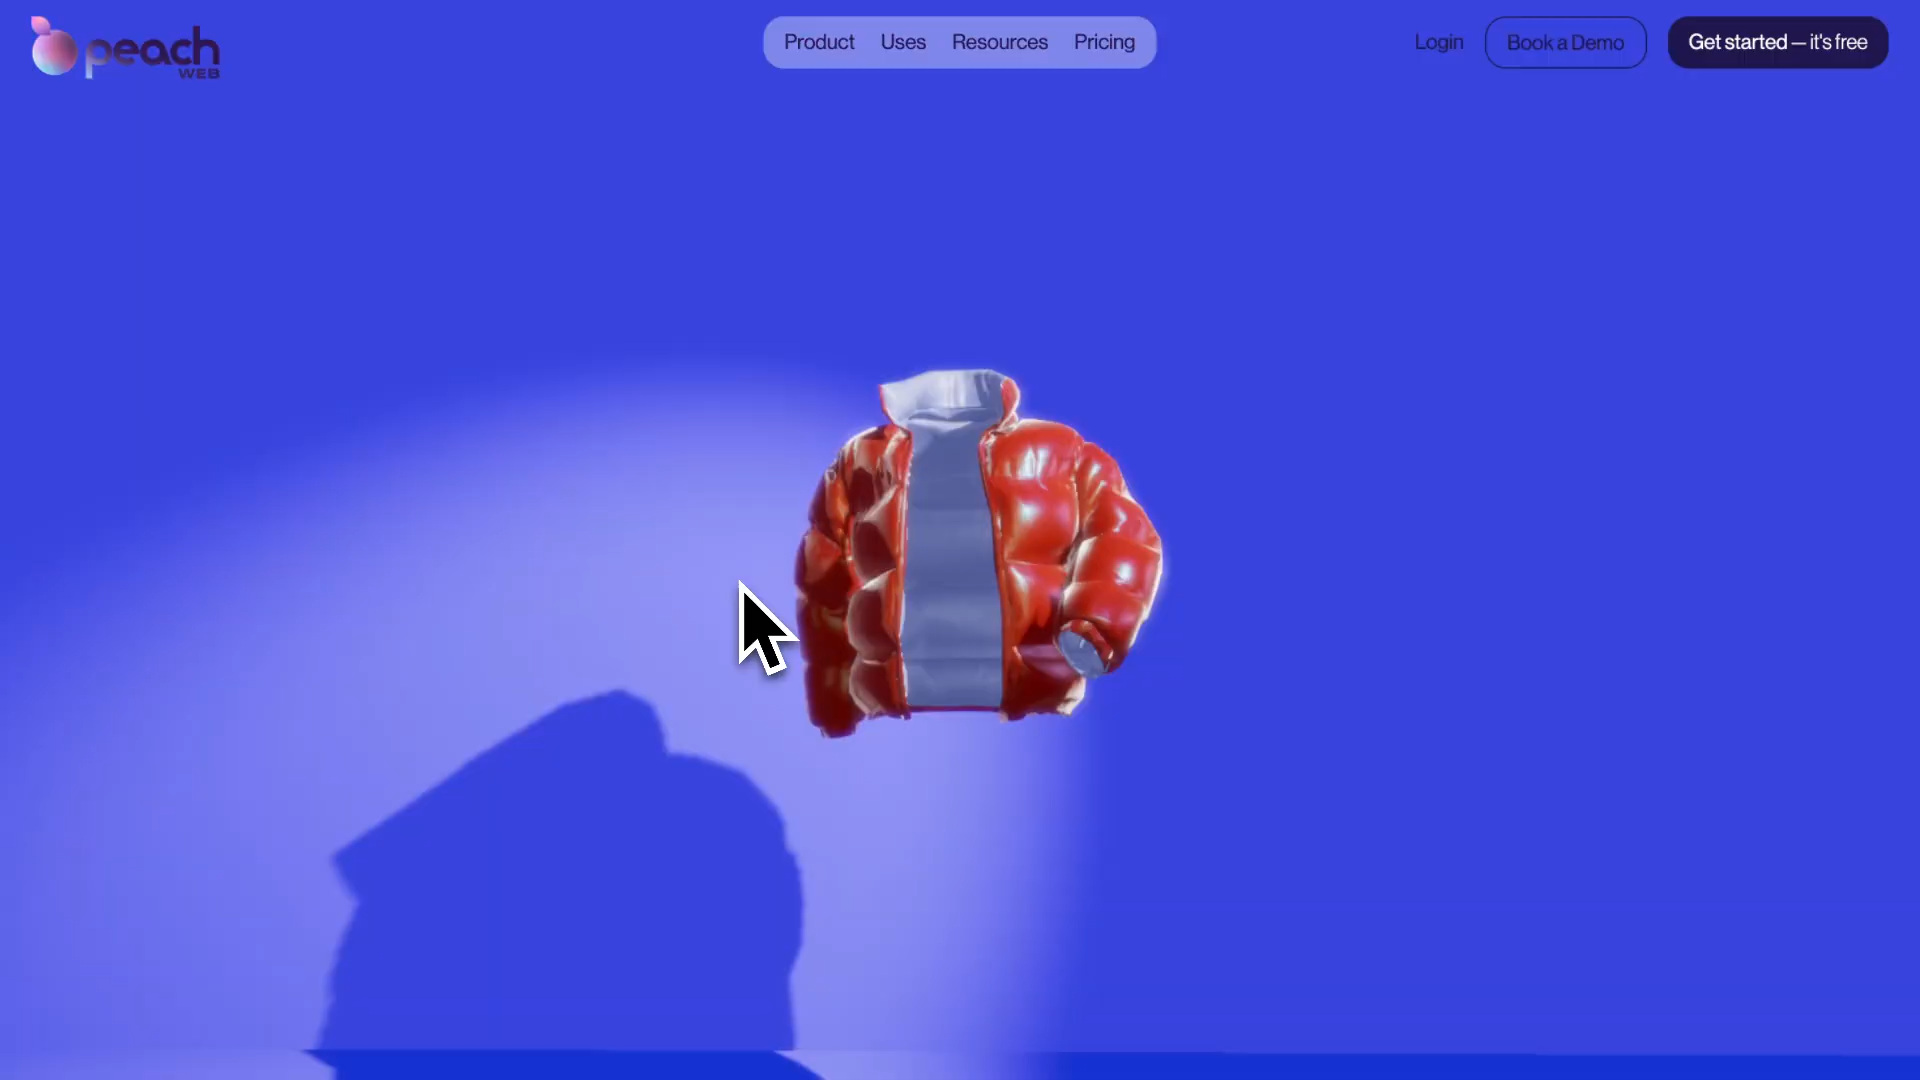 peach
WEB
Product Uses Resources Pricing
Login Book a Demo Get started – it's free